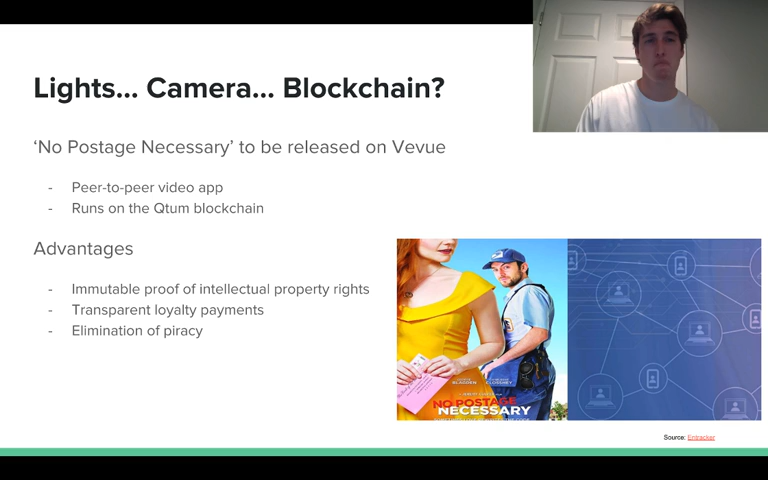 Lights... Camera... Blockchain?
‘No Postage Necessary’ to be released on Vevue
- Peer-to-peer video app
- Runs on the Qtum blockchain
Advantages
- Immutable proof of intellectual property rights
- Transparent loyalty payments
- Elimination of piracy
NO POSTAGE
NECESSARY
Source: Entracker